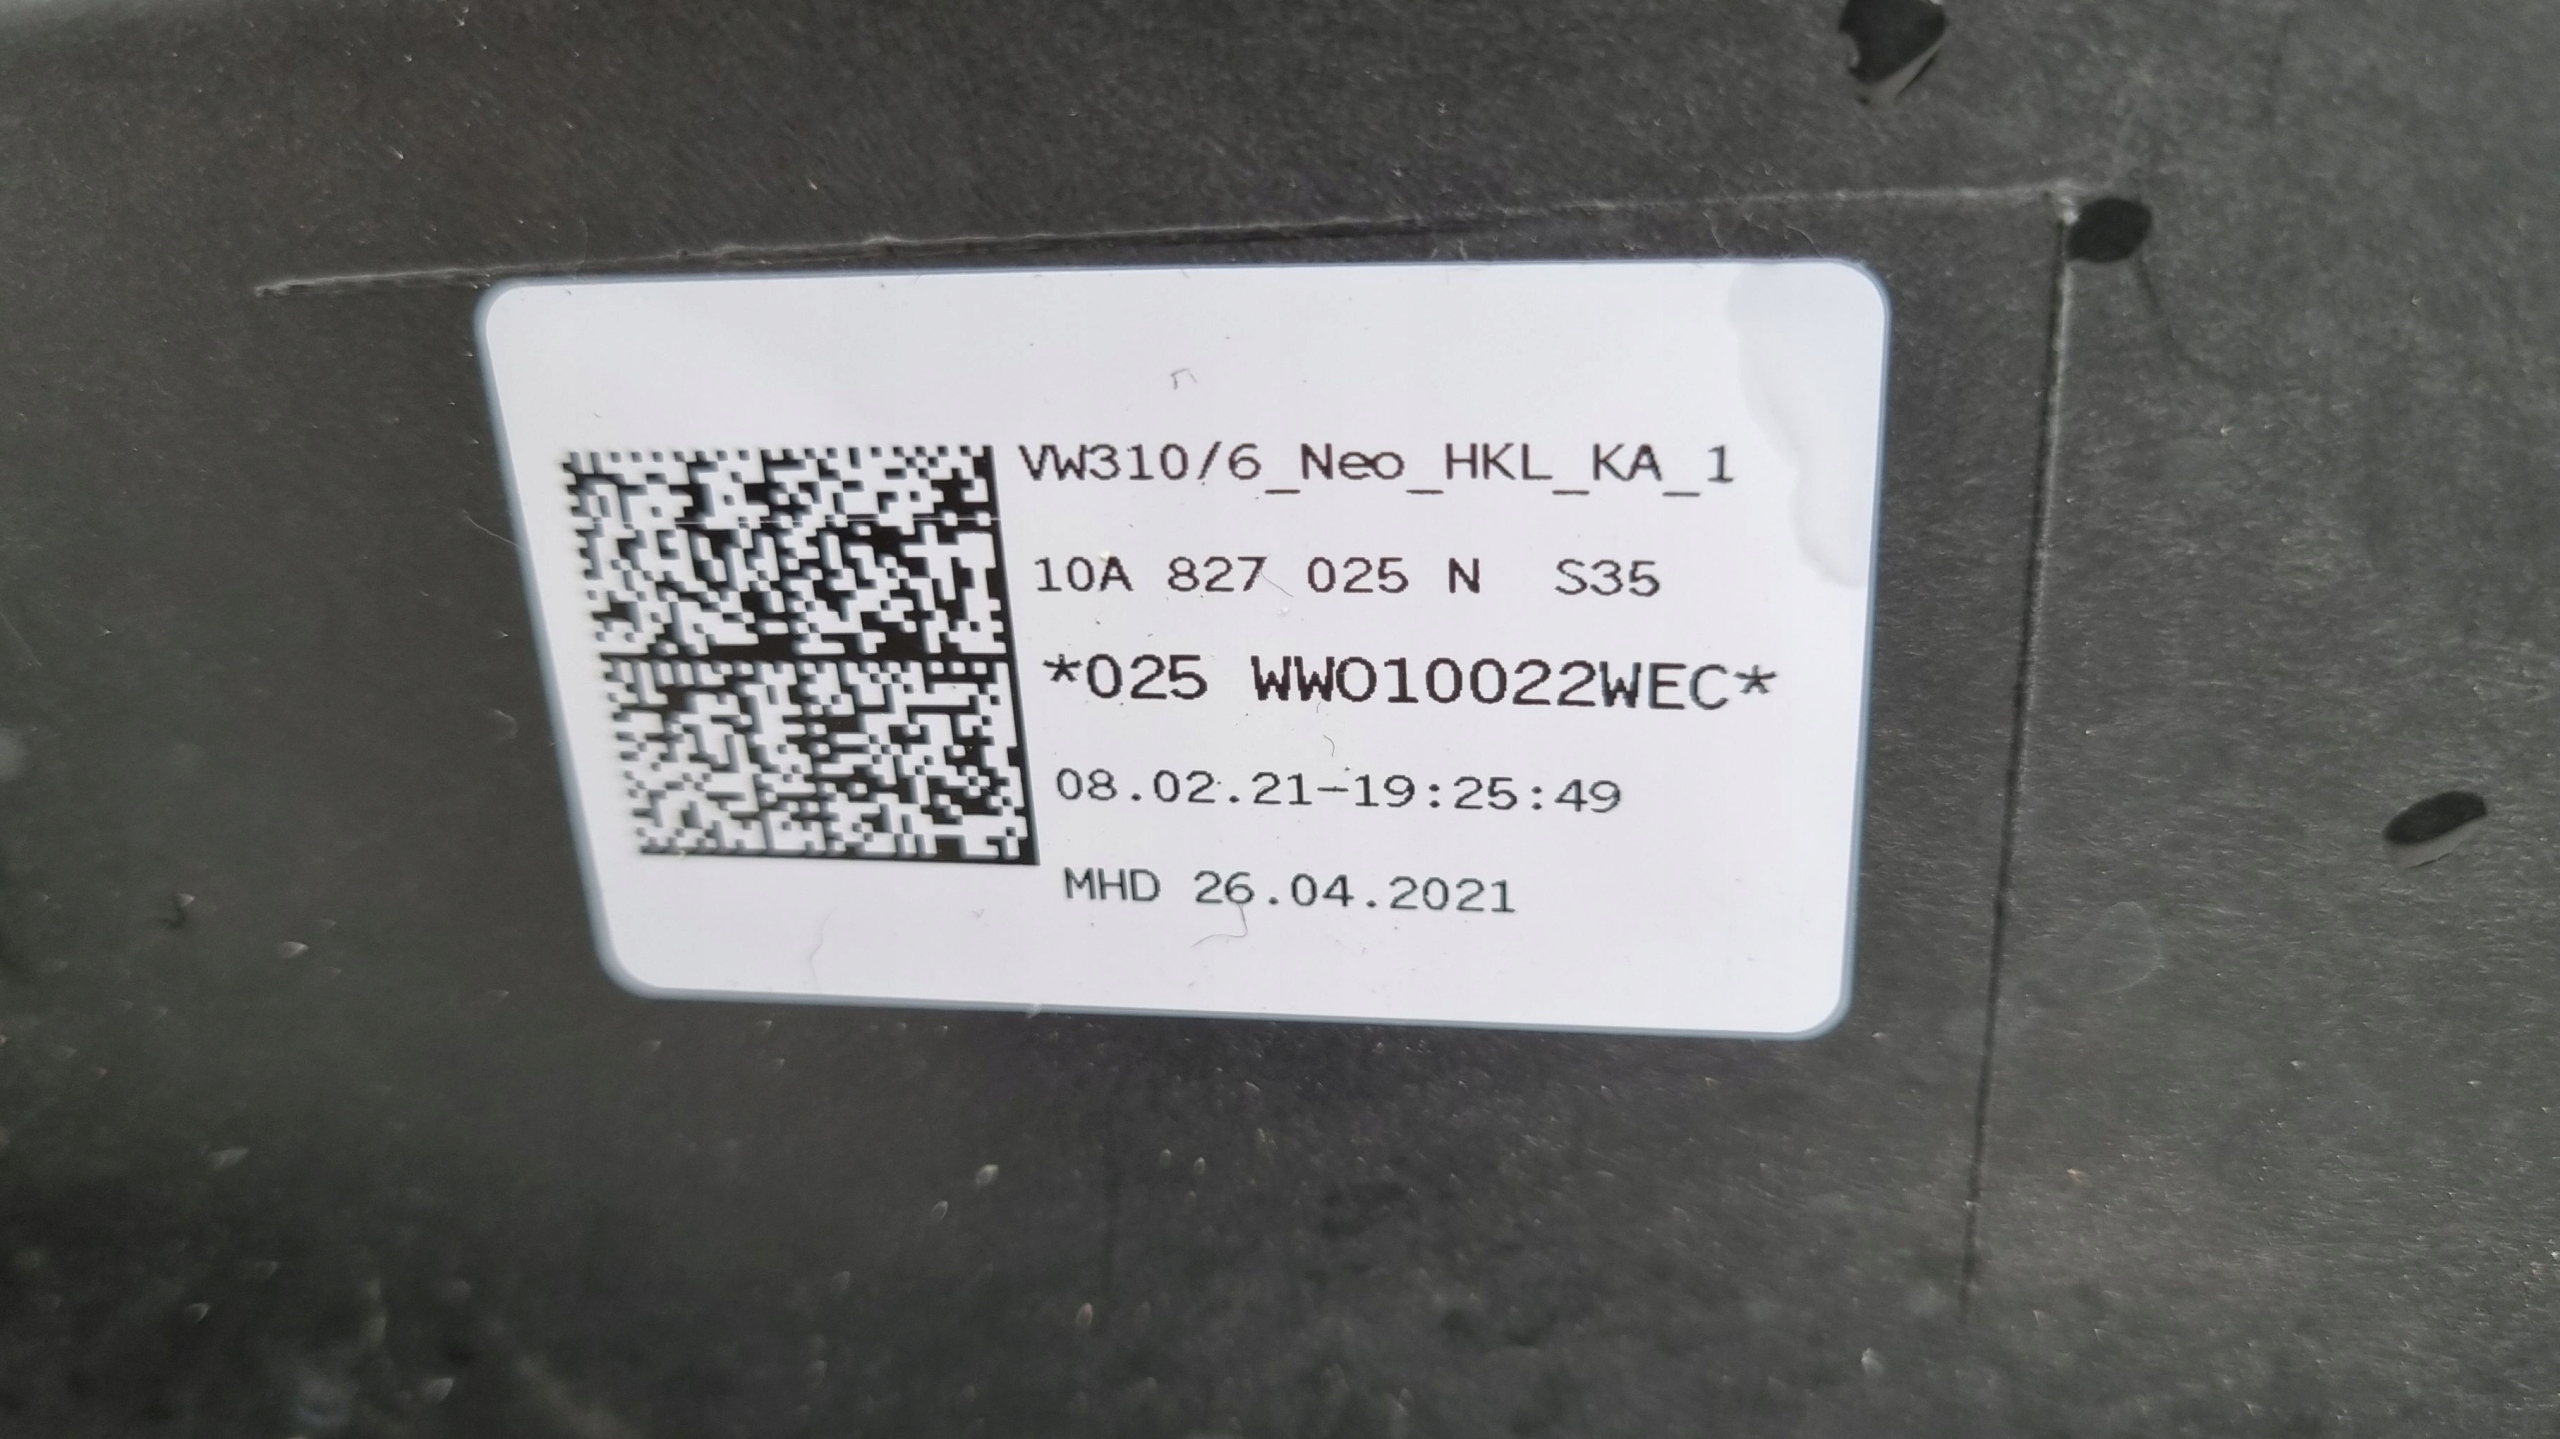 VW310/6_Neo_HKL_KA_1
10A 827 025 N S35
*025 WWO10022WEC*
08.02.21-19:25:49
MHD 26.04.2021